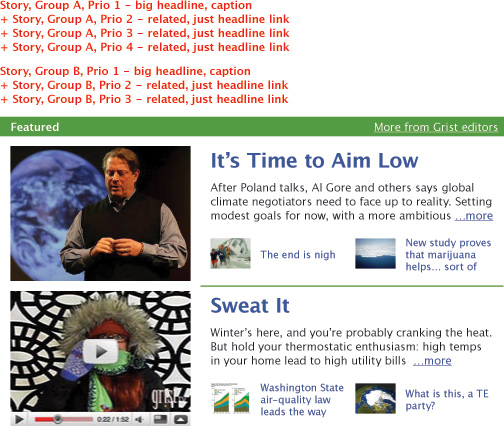 Story, Group A, Prio 1 - big headline, caption
+ Story, Group A, Prio 2 - related, just headline link
+ Story, Group A, Prio 3 - related, just headline link
+ Story, Group A, Prio 4 - related, just headline link
Story, Group B, Prio 1 - big headline, caption
+ Story, Group B, Prio 2 - related, just headline link
+ Story, Group B, Prio 3 - related, just headline link
Featured
More from Grist editors
It's Time to Aim Low
After Poland talks, Al Gore and others says global
climate negotiators need to face up to reality. Setting
modest goals for now, with a more ambitious ...more
The end is nigh
New study proves
that marijuana
helps... sort of
Sweat It
Winter's here, and you're probably cranking the heat.
But hold your thermostatic enthusiasm: high temps
in your home lead to high utility bills ...more
grist
0:22 / 1:52
Washington State
air-quality law
leads the way
What is this, a TE
party?